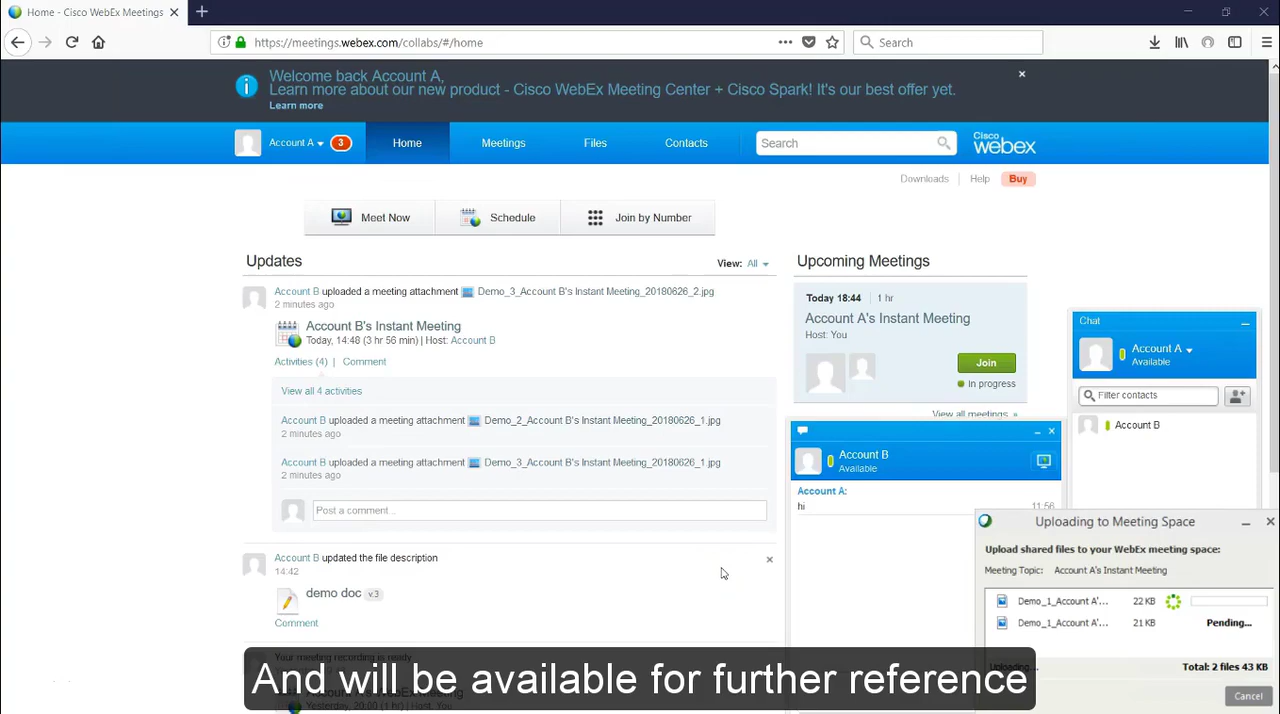 Home - Cisco WebEx Meetings
https://meetings.webex.com/collabs/#/home
Search
Welcome back Account A,
Learn more about our new product - Cisco WebEx Meeting Center + Cisco Spark! It's our best offer yet.
Learn more
Account A 3
Home
Meetings
Files
Contacts
Search
Cisco webex
Downloads
Help
Buy
Meet Now
Schedule
Join by Number
Updates
View: All
Account B uploaded a meeting attachment Demo_3_Account B's Instant Meeting_20180626_2.jpg
2 minutes ago
Account B's Instant Meeting
Today, 14:48 (3 hr 56 min) | Host: Account B
Activities (4)
Comment
View all 4 activities
Account B uploaded a meeting attachment Demo_2_Account B's Instant Meeting_20180626_1.jpg
2 minutes ago
Account B uploaded a meeting attachment Demo_3_Account B's Instant Meeting_20180626_1.jpg
2 minutes ago
Post a comment ..
Account B updated the file description
14:42
demo doc v.3
Comment
Your meeting recording is ready
Upcoming Meetings
Today 18:44 | 1 hr
Account A's Instant Meeting
Host: You
Join
In progress
View all meetings »
Chat
Account A
Available
Filter contacts
Account B
Account B
Available
Account A:
hi 11:56
Uploading to Meeting Space
Upload shared files to your WebEx meeting space:
Meeting Topic: Account A's Instant Meeting
Demo_1_Account A'... 22 KB
Demo_1_Account A'... 21 KB Pending...
Uploading... Total: 2 files 43 KB
Cancel
And will be available for further reference